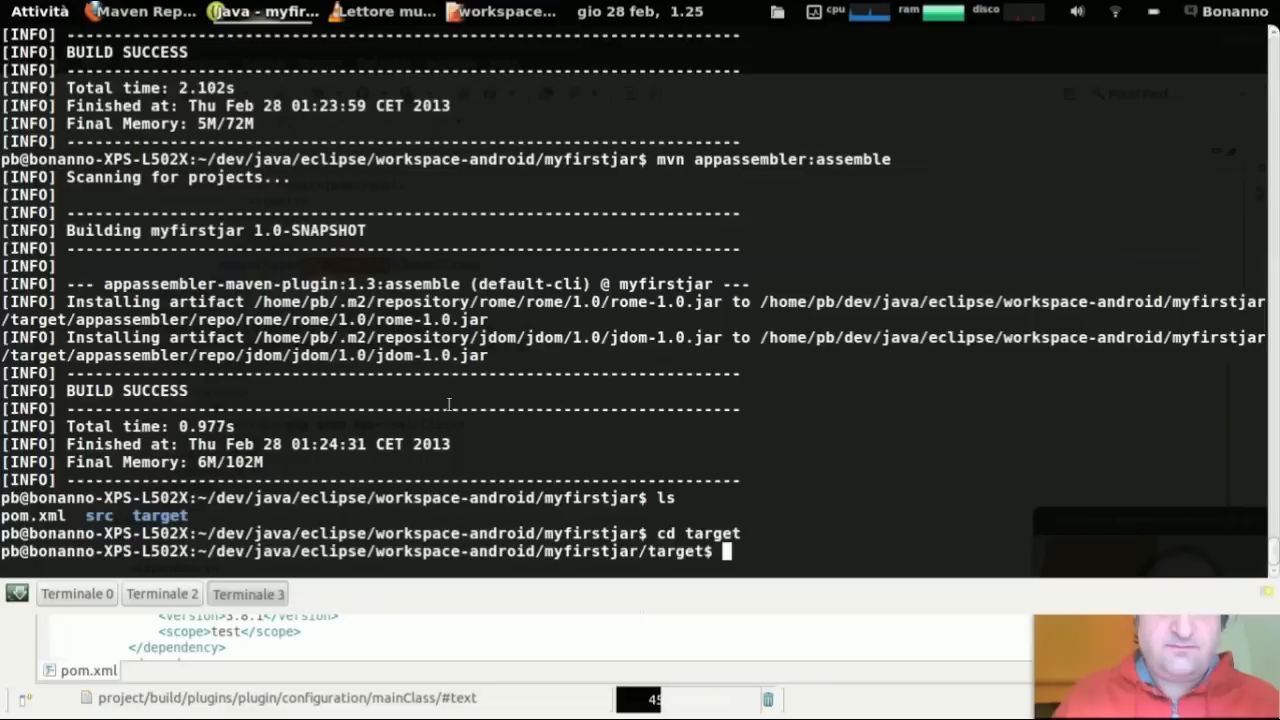 Attività Maven Rep... java - myfir... Lettore mu... workspace... gio 28 feb, 1.25 cpu ram disco Bonanno
[INFO] ------------------------------------------------------------------------
[INFO] BUILD SUCCESS
[INFO] ------------------------------------------------------------------------
[INFO] Total time: 2.102s
[INFO] Finished at: Thu Feb 28 01:23:59 CET 2013
[INFO] Final Memory: 5M/72M
[INFO] ------------------------------------------------------------------------
pb@bonanno-XPS-L502X:~/dev/java/eclipse/workspace-android/myfirstjar$ mvn appassembler:assemble
[INFO] Scanning for projects...
[INFO]
[INFO] ------------------------------------------------------------------------
[INFO] Building myfirstjar 1.0-SNAPSHOT
[INFO] ------------------------------------------------------------------------
[INFO]
[INFO] --- appassembler-maven-plugin:1.3:assemble (default-cli) @ myfirstjar ---
[INFO] Installing artifact /home/pb/.m2/repository/rome/rome/1.0/rome-1.0.jar to /home/pb/dev/java/eclipse/workspace-android/myfirstjar
/target/appassembler/repo/rome/rome/1.0/rome-1.0.jar
[INFO] Installing artifact /home/pb/.m2/repository/jdom/jdom/1.0/jdom-1.0.jar to /home/pb/dev/java/eclipse/workspace-android/myfirstjar
/target/appassembler/repo/jdom/jdom/1.0/jdom-1.0.jar
[INFO] ------------------------------------------------------------------------
[INFO] BUILD SUCCESS
[INFO] ------------------------------------------------------------------------
[INFO] Total time: 0.977s
[INFO] Finished at: Thu Feb 28 01:24:31 CET 2013
[INFO] Final Memory: 6M/102M
[INFO] ------------------------------------------------------------------------
pb@bonanno-XPS-L502X:~/dev/java/eclipse/workspace-android/myfirstjar$ ls
pom.xml src target
pb@bonanno-XPS-L502X:~/dev/java/eclipse/workspace-android/myfirstjar$ cd target
pb@bonanno-XPS-L502X:~/dev/java/eclipse/workspace-android/myfirstjar/target$
Terminale 0 Terminale 2 Terminale 3
<version>3.8.1</version>
<scope>test</scope>
</dependency>
pom.xml
project/build/plugins/plugin/configuration/mainClass/#text